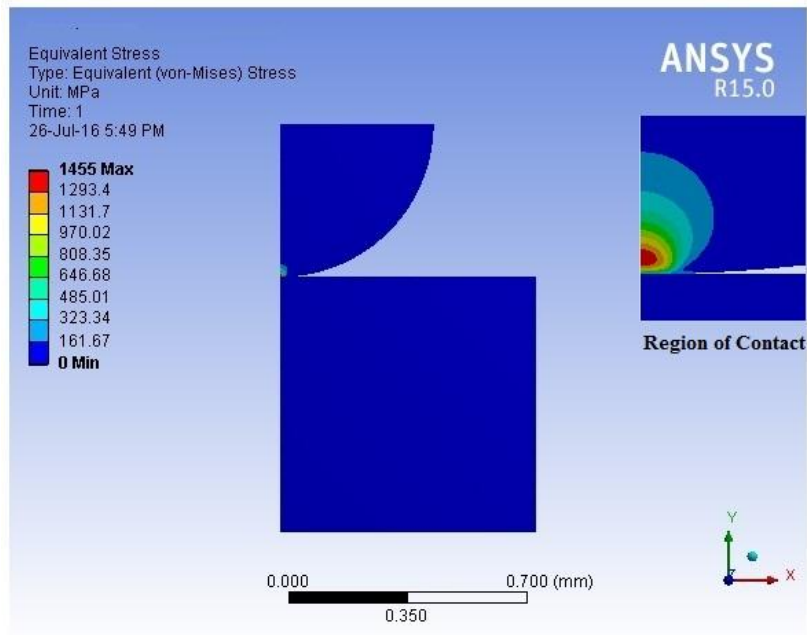 Equivalent Stress
Type: Equivalent (von-Mises) Stress
Unit: MPa
Time: 1
26-Jul-16 5:49 PM
1455 Max
1293.4
1131.7
970.02
808.35
646.68
485.01
323.34
161.67
0 Min
ANSYS
R15.0
Region of Contact
0.000
0.700 (mm)
0.350
Y
Z
X